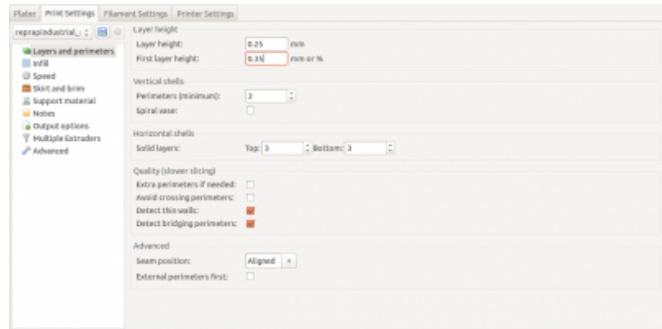 Plater Print Settings Filament Settings Printer Settings
reprapindustrial_
Layers and perimeters
Infill
Speed
Skirt and brim
Support material
Notes
Output options
Multiple Extruders
Advanced
Layer height
Layer height: 0.25 mm
First layer height: 0.35 mm or %
Vertical shells
Perimeters (minimum): 2
Spiral vase:
Horizontal shells
Solid layers: Top: 3 Bottom: 3
Quality (slower slicing)
Extra perimeters if needed:
Avoid crossing perimeters:
Detect thin walls:
Detect bridging perimeters:
Advanced
Seam position: Aligned
External perimeters first: